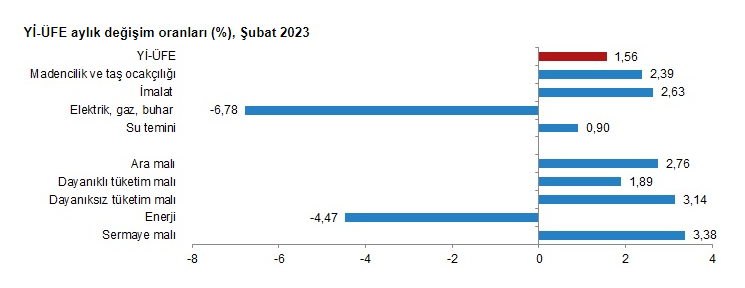 Yİ-ÜFE aylık değişim oranları (%), Şubat 2023
Yİ-ÜFE 1,56
Madencilik ve taş ocakçılığı 2,39
İmalat 2,63
Elektrik, gaz, buhar -6,78
Su temini 0,90
Ara malı 2,76
Dayanıklı tüketim malı 1,89
Dayanıksız tüketim malı 3,14
Enerji -4,47
Sermaye malı 3,38
-8 -6 -4 -2 0 2 4